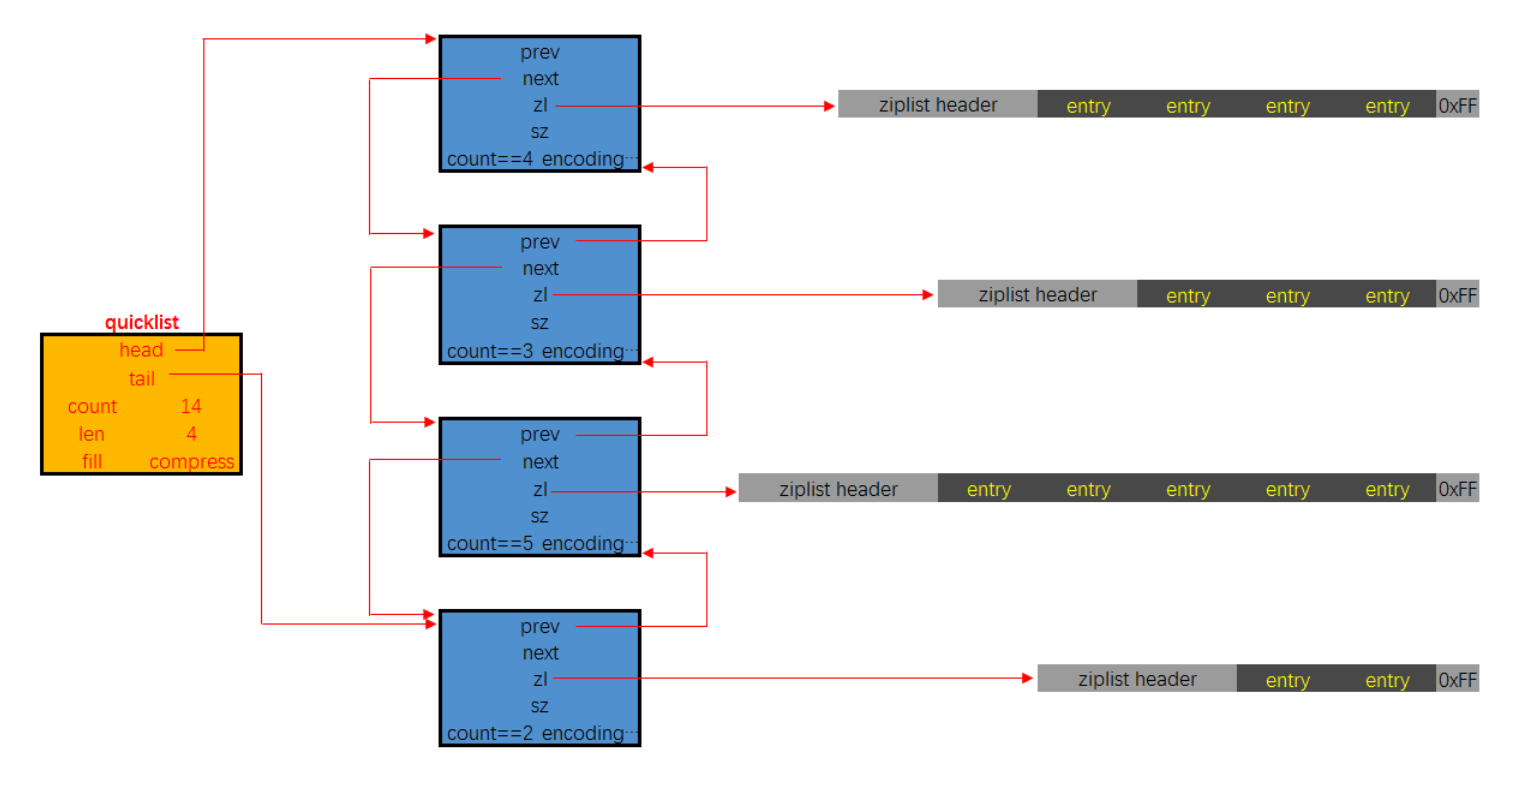 prev
next
zl
sz
count==4 encoding···
ziplist header entry entry entry entry 0xFF
prev
next
zl
sz
count==3 encoding···
ziplist header entry entry entry 0xFF
quicklist
head
tail
count 14
len 4
fill compress
prev
next
zl
sz
count==5 encoding···
ziplist header entry entry entry entry entry 0xFF
prev
next
zl
sz
count==2 encoding···
ziplist header entry entry 0xFF